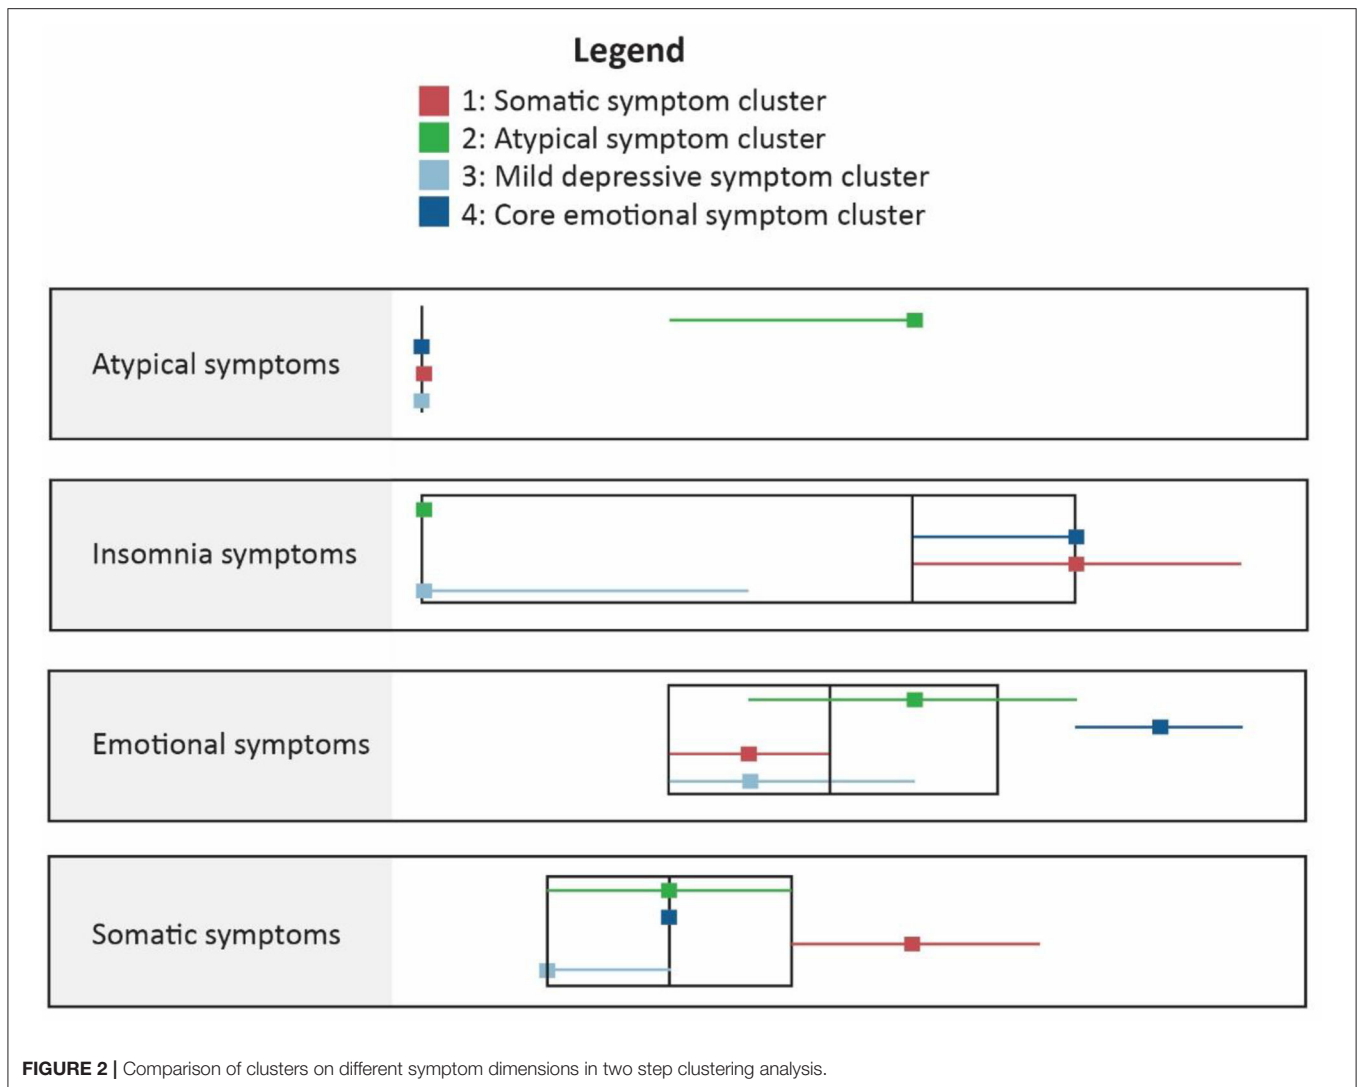 Legend
1: Somatic symptom cluster
2: Atypical symptom cluster
3: Mild depressive symptom cluster
4: Core emotional symptom cluster
Atypical symptoms
Insomnia symptoms
Emotional symptoms
Somatic symptoms
FIGURE 2 | Comparison of clusters on different symptom dimensions in two step clustering analysis.